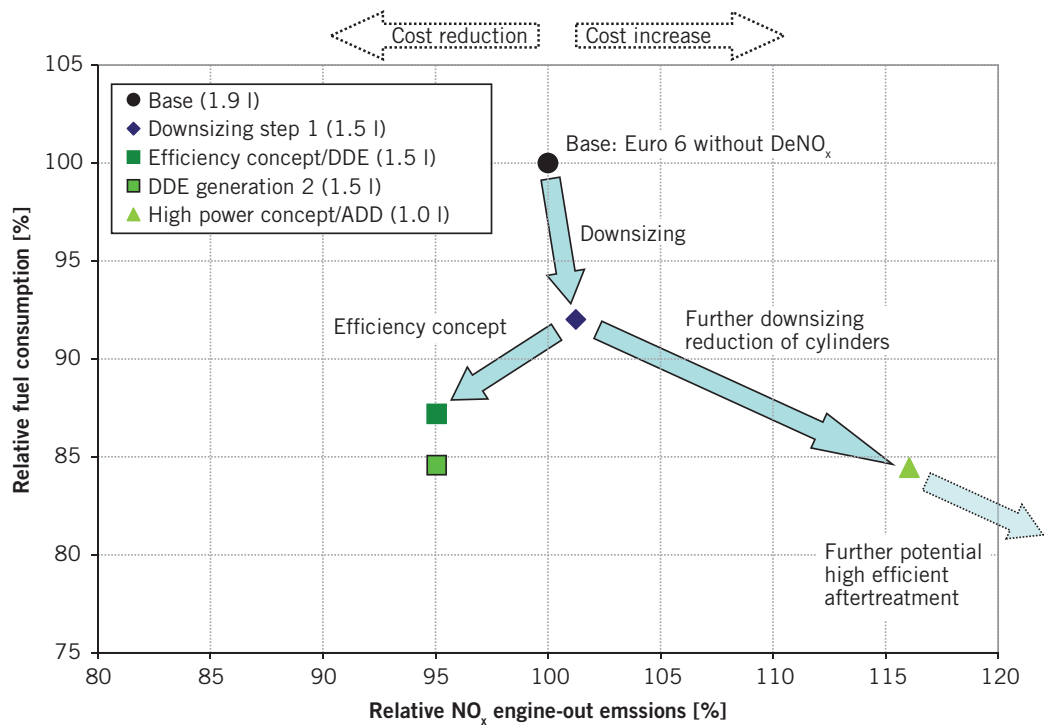 Cost reduction
Cost increase
105
100
95
90
85
80
75
Relative fuel consumption [%]
Base (1.9 l)
Downsizing step 1 (1.5 l)
Efficiency concept/DDE (1.5 l)
DDE generation 2 (1.5 l)
High power concept/ADD (1.0 l)
Base: Euro 6 without DeNOₓ
Downsizing
Efficiency concept
Further downsizing
reduction of cylinders
Further potential
high efficient
aftertreatment
80
85
90
95
100
105
110
115
120
Relative NOₓ engine-out emssions [%]